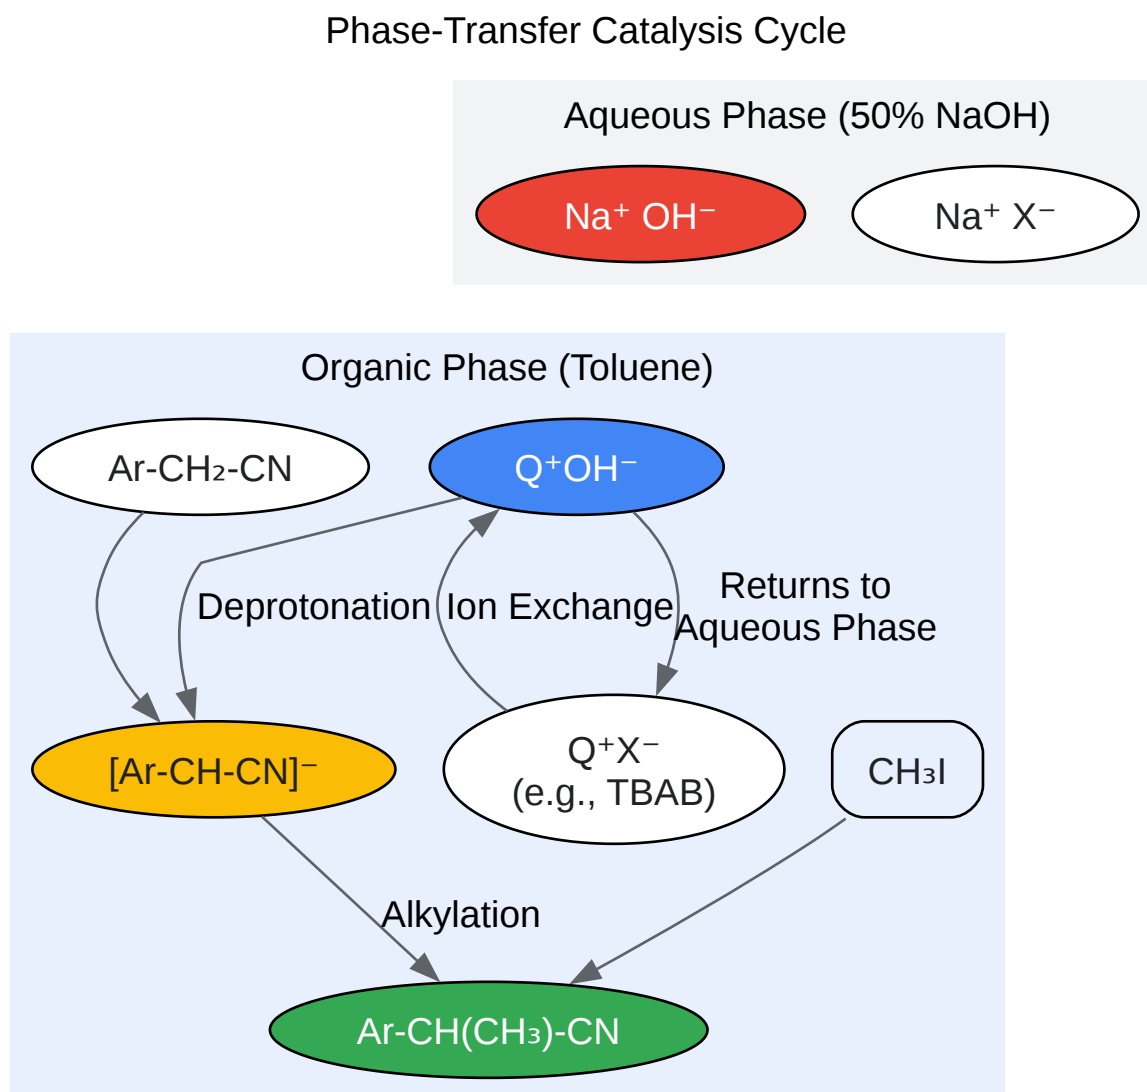 Phase-Transfer Catalysis Cycle
Aqueous Phase (50% NaOH)
Na⁺ OH⁻
Na⁺ X⁻
Organic Phase (Toluene)
Ar-CH₂-CN
Q⁺OH⁻
Deprotonation
Ion Exchange
Returns to
Aqueous Phase
[Ar-CH-CN]⁻
Q⁺X⁻
(e.g., TBAB)
CH₃I
Alkylation
Ar-CH(CH₃)-CN